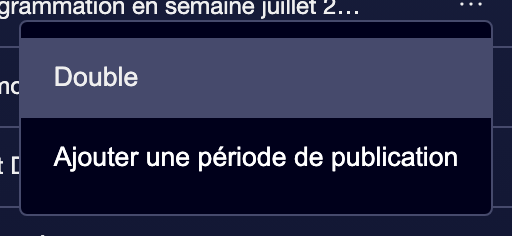 grammation en semaine juillet 2...
...
Double
Ajouter une période de publication